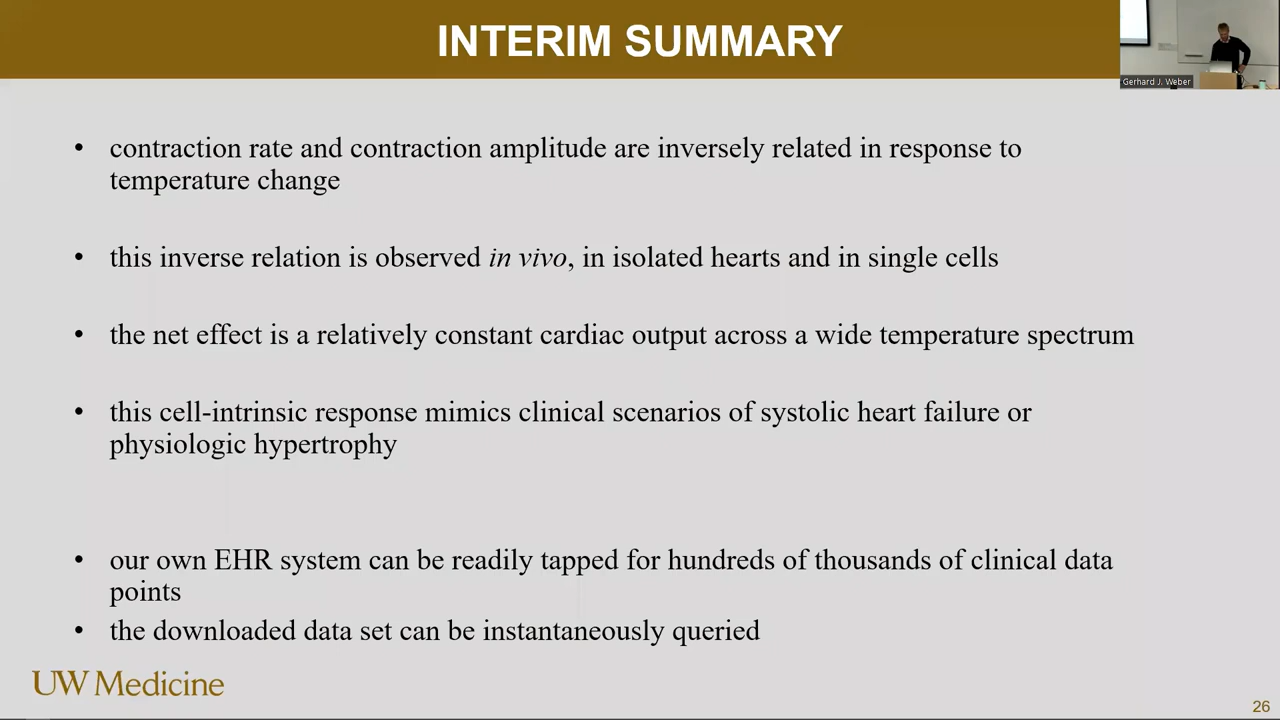 INTERIM SUMMARY
Gerhard J. Weber
• contraction rate and contraction amplitude are inversely related in response to
temperature change
• this inverse relation is observed in vivo, in isolated hearts and in single cells
• the net effect is a relatively constant cardiac output across a wide temperature spectrum
• this cell-intrinsic response mimics clinical scenarios of systolic heart failure or
physiologic hypertrophy
• our own EHR system can be readily tapped for hundreds of thousands of clinical data
points
• the downloaded data set can be instantaneously queried
UW Medicine
26